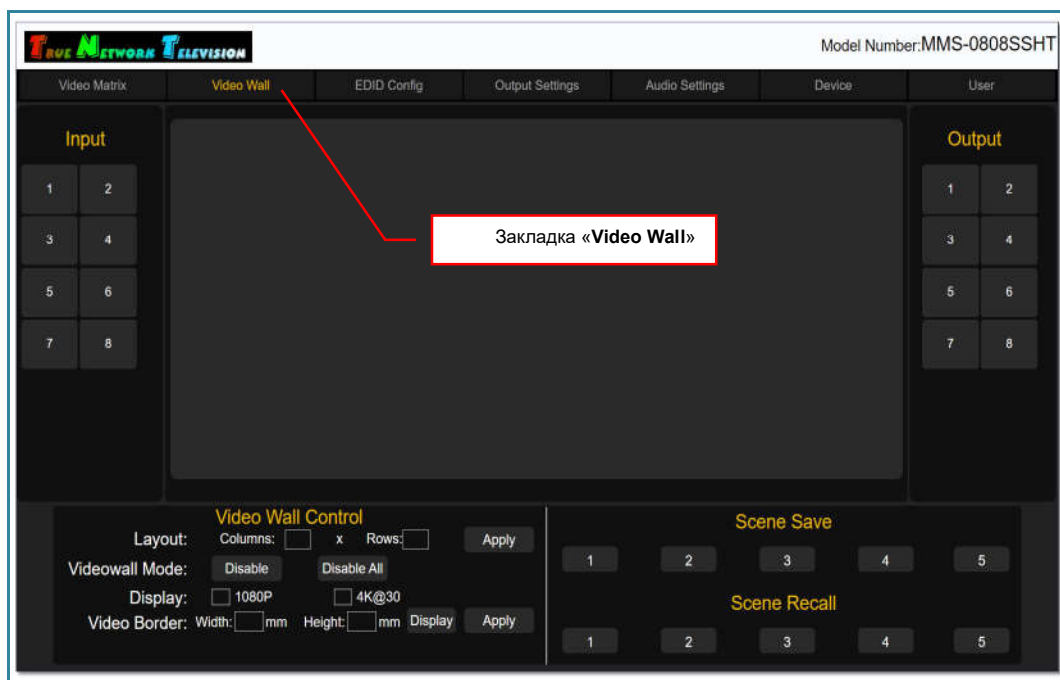 TRUE NETWORK TELEVISION
Model Number:MMS-0808SSHT
Video Matrix Video Wall EDID Config Output Settings Audio Settings Device User
Input
1 2
3 4
5 6
7 8
Закладка «Video Wall»
Output
1 2
3 4
5 6
7 8
Video Wall Control
Layout: Columns: x Rows: Apply
Videowall Mode: Disable Disable All
Display: 1080P 4K@30
Video Border: Width: mm Height: mm Display Apply
Scene Save
1 2 3 4 5
Scene Recall
1 2 3 4 5